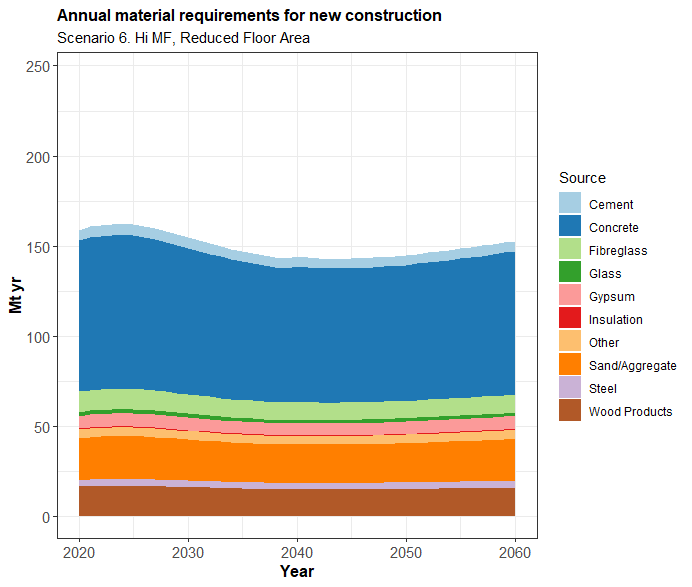 Annual material requirements for new construction
Scenario 6. Hi MF, Reduced Floor Area
250
200
150
100
50
0
Mt yr
2020 2030 2040 2050 2060
Year
Source
Cement
Concrete
Fibreglass
Glass
Gypsum
Insulation
Other
Sand/Aggregate
Steel
Wood Products